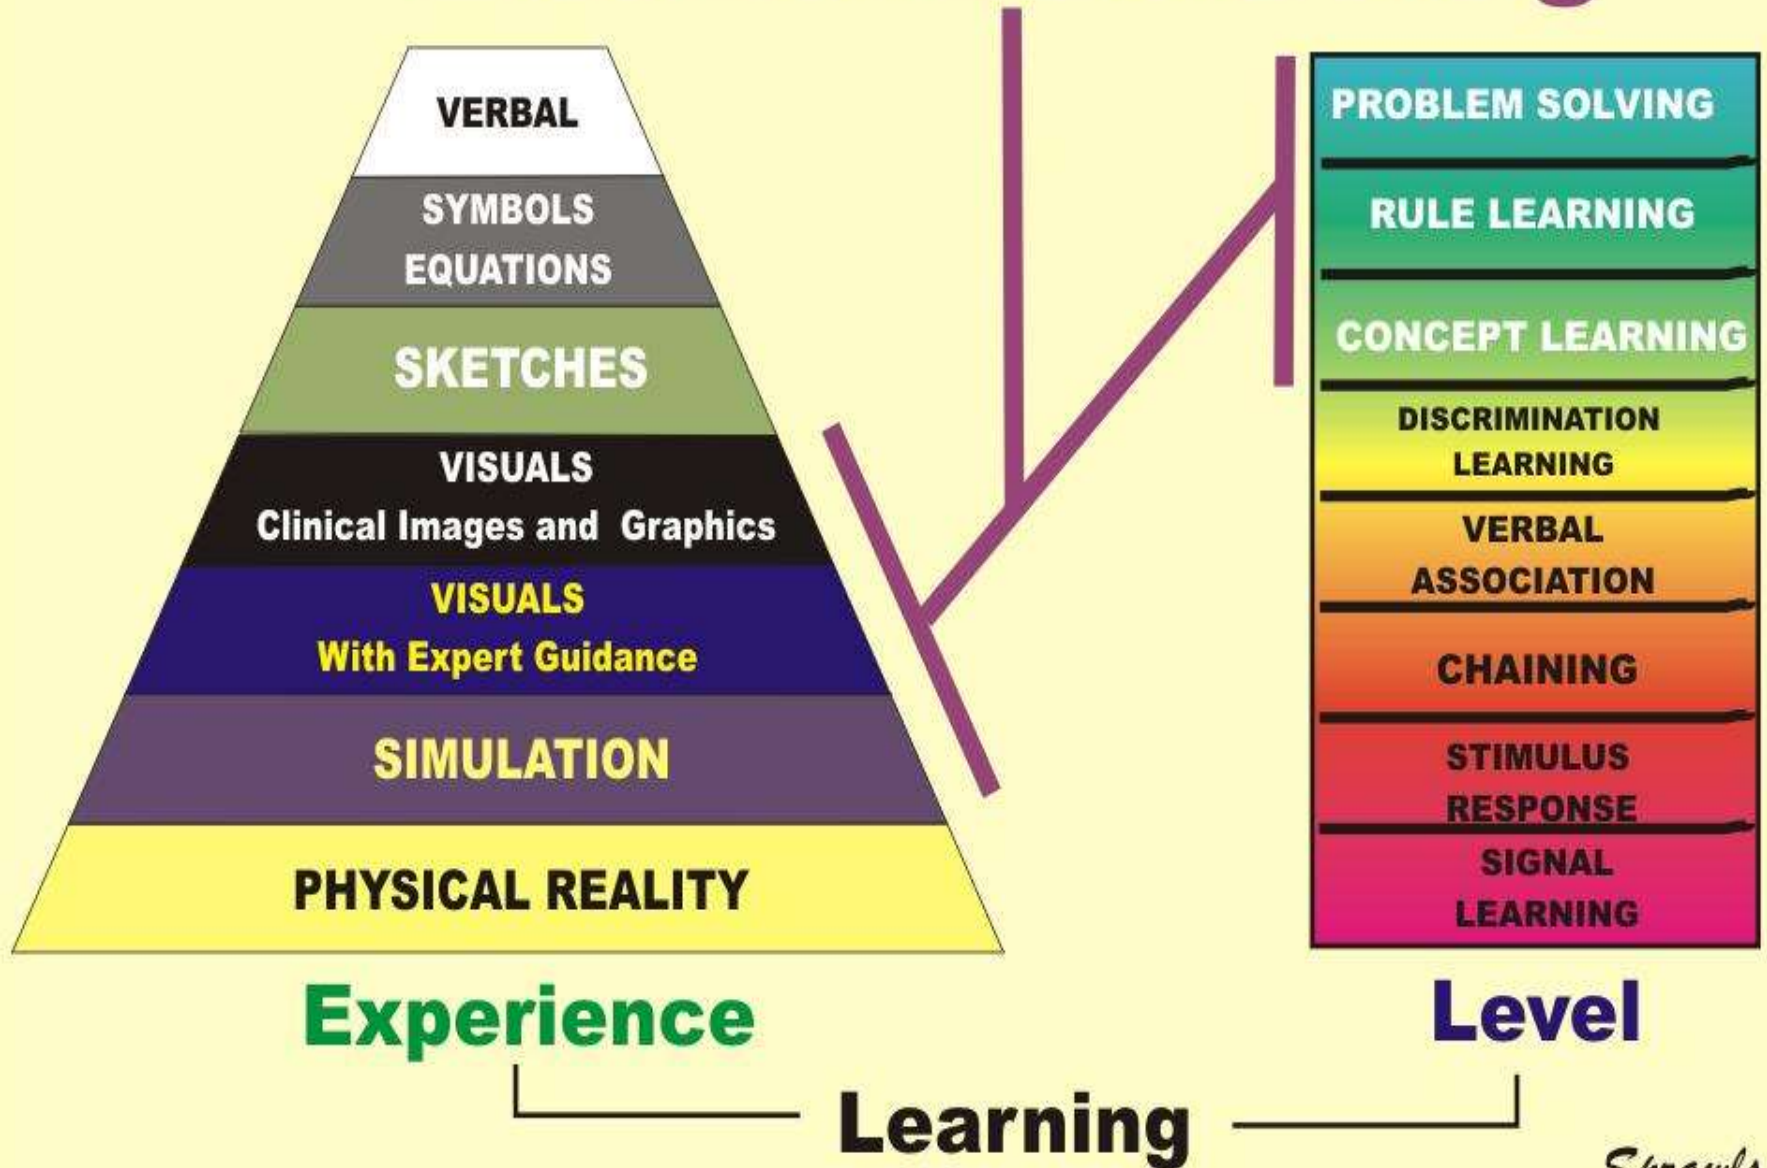 VERBAL
SYMBOLS
EQUATIONS
SKETCHES
VISUALS
Clinical Images and Graphics
VISUALS
With Expert Guidance
SIMULATION
PHYSICAL REALITY
Experience
PROBLEM SOLVING
RULE LEARNING
CONCEPT LEARNING
DISCRIMINATION
LEARNING
VERBAL
ASSOCIATION
CHAINING
STIMULUS
RESPONSE
SIGNAL
LEARNING
Level
Learning
Sprawls